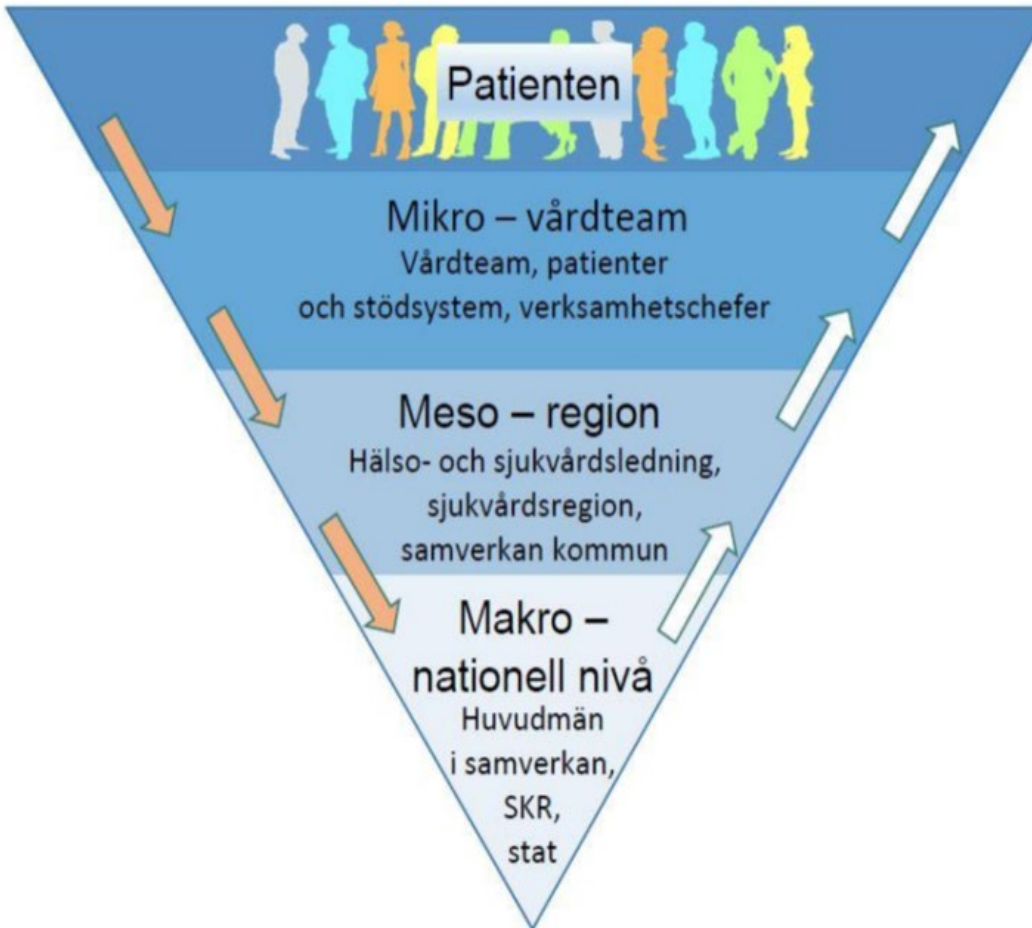 Patienten
Mikro – vårdteam
Vårdteam, patienter
och stödsystem, verksamhetschefer
Meso – region
Hälso- och sjukvårdsledning,
sjukvårdsregion,
samverkan kommun
Makro –
nationell nivå
Huvudmän
i samverkan,
SKR,
stat